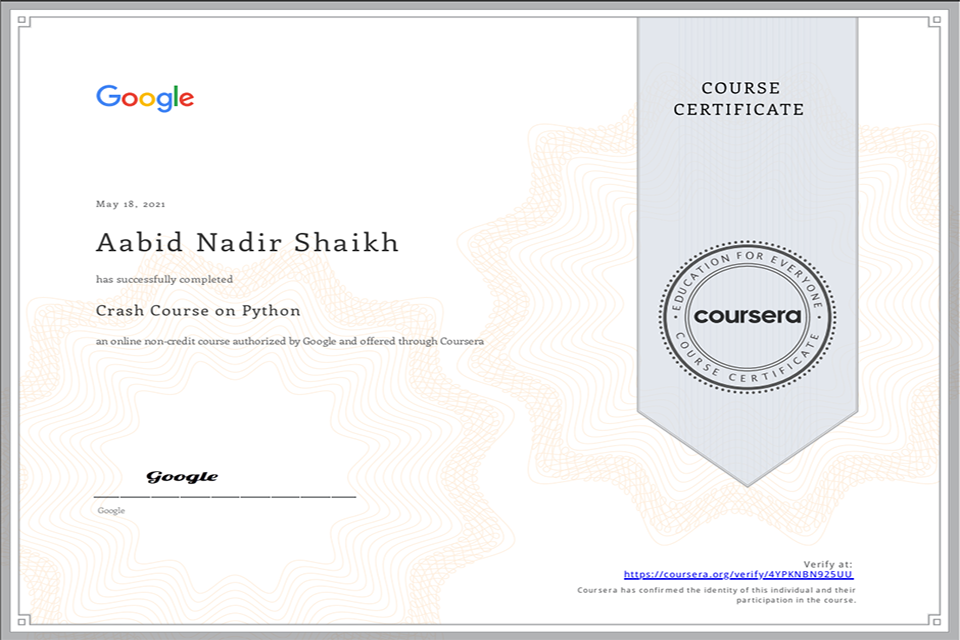 Google
COURSE
CERTIFICATE
May 18, 2021
Aabid Nadir Shaikh
has successfully completed
Crash Course on Python
an online non-credit course authorized by Google and offered through Coursera
EDUCATION FOR EVERYONE
coursera
COURSE CERTIFICATE
Google
Google
Verify at:
https://coursera.org/verify/4YPKNBN925UU
Coursera has confirmed the identity of this individual and their
participation in the course.